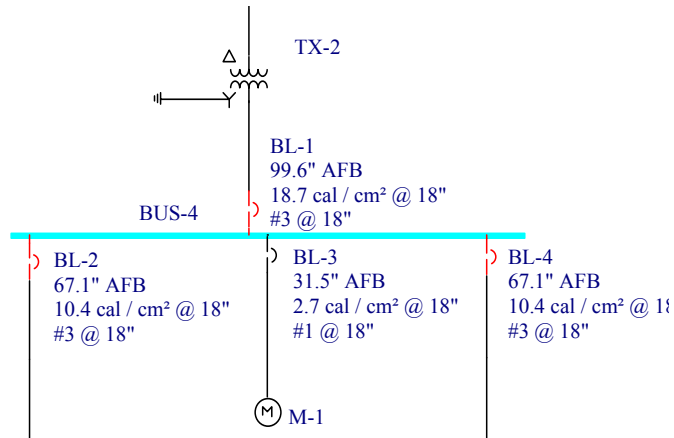 TX-2
BL-1
99.6" AFB
18.7 cal / cm² @ 18"
#3 @ 18"
BUS-4
BL-2
67.1" AFB
10.4 cal / cm² @ 18"
#3 @ 18"
BL-3
31.5" AFB
2.7 cal / cm² @ 18"
#1 @ 18"
BL-4
67.1" AFB
10.4 cal / cm² @ 18
#3 @ 18"
M
M-1